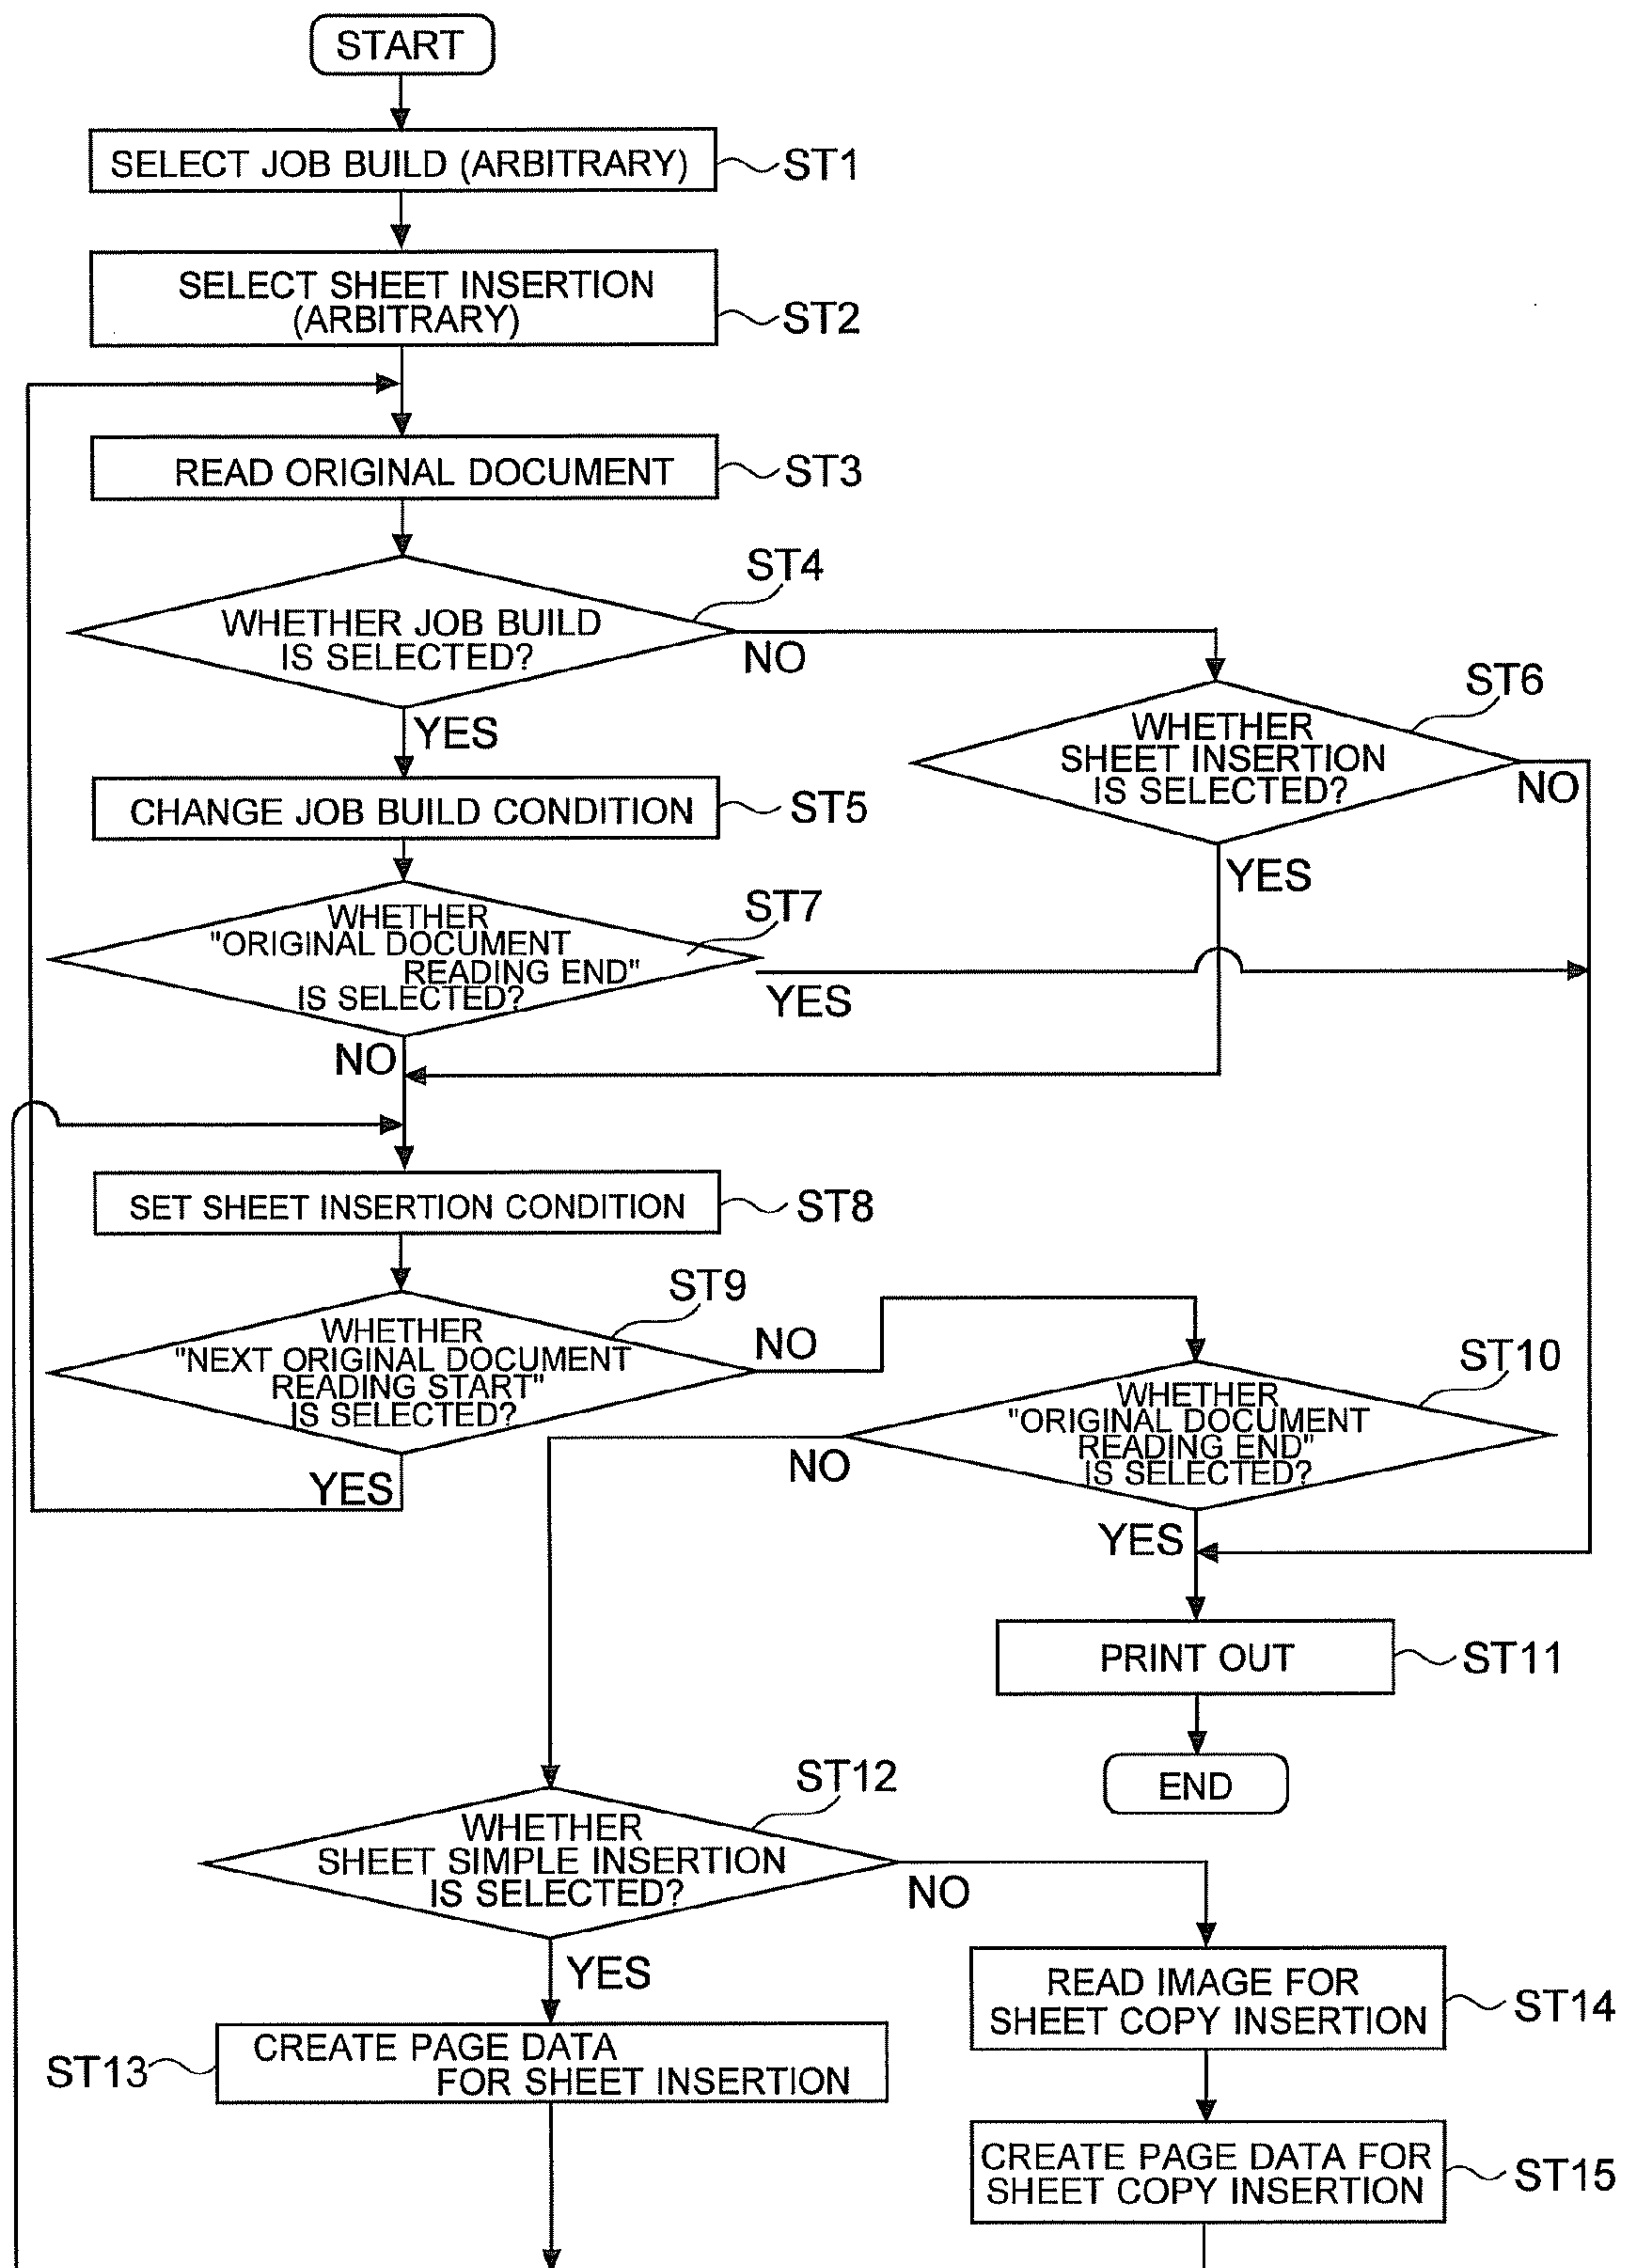 START
SELECT JOB BUILD (ARBITRARY)
ST1
SELECT SHEET INSERTION
(ARBITRARY)
ST2
READ ORIGINAL DOCUMENT
ST3
ST4
WHETHER JOB BUILD
IS SELECTED?
NO
YES
ST6
WHETHER
SHEET INSERTION
IS SELECTED?
NO
YES
CHANGE JOB BUILD CONDITION
ST5
ST7
WHETHER
"ORIGINAL DOCUMENT
READING END"
IS SELECTED?
YES
NO
SET SHEET INSERTION CONDITION
ST8
ST9
WHETHER
"NEXT ORIGINAL DOCUMENT
READING START"
IS SELECTED?
NO
YES
ST10
WHETHER
"ORIGINAL DOCUMENT
READING END"
IS SELECTED?
NO
YES
PRINT OUT
ST11
END
ST12
WHETHER
SHEET SIMPLE INSERTION
IS SELECTED?
NO
YES
ST13
CREATE PAGE DATA
FOR SHEET INSERTION
READ IMAGE FOR
SHEET COPY INSERTION
ST14
CREATE PAGE DATA FOR
SHEET COPY INSERTION
ST15